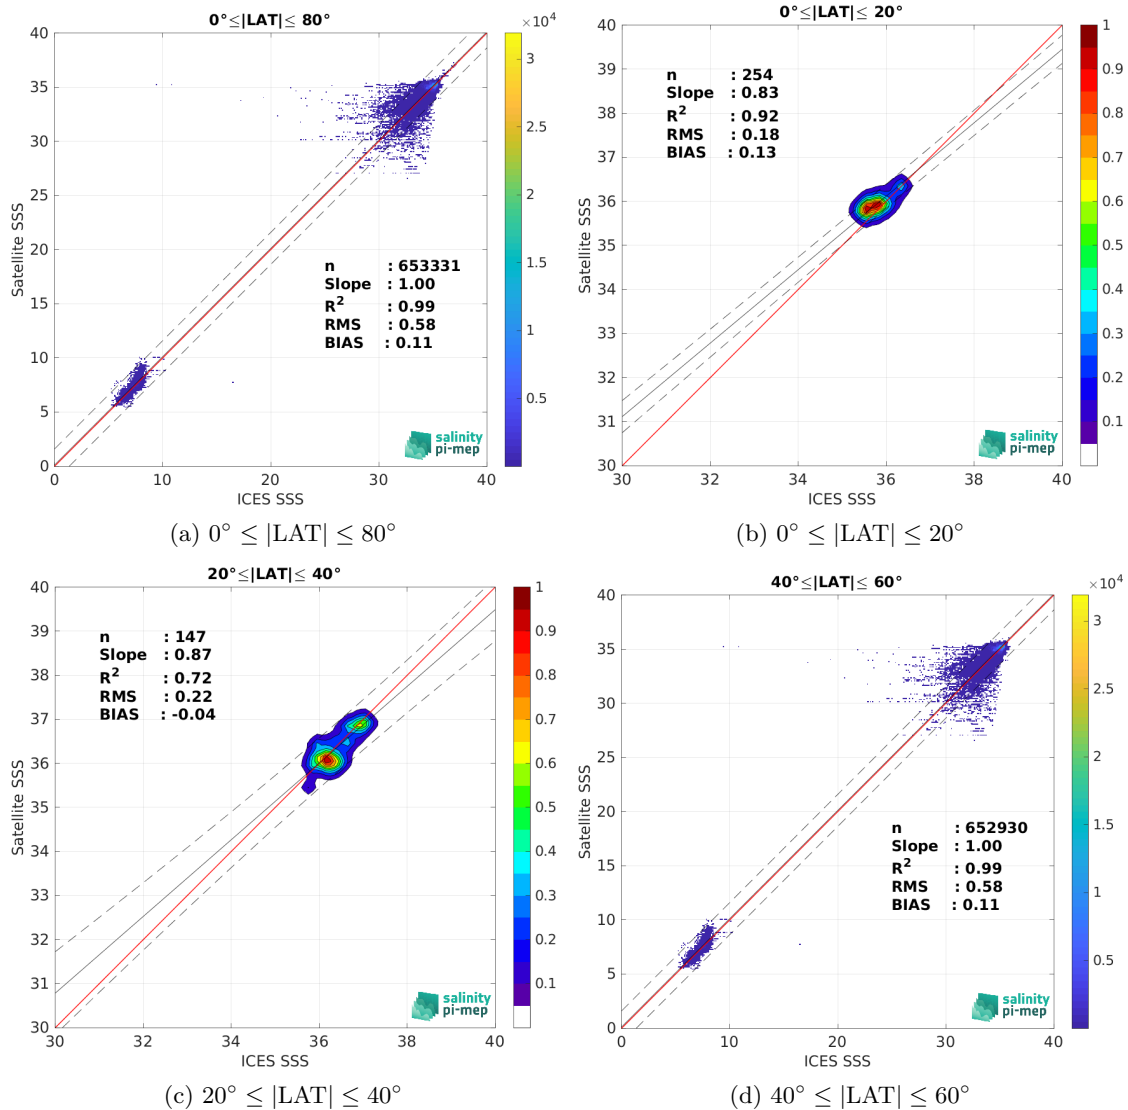 0°≤|LAT|≤ 80°
×10⁴
40
35
30
25
20
15
10
5
0
0
10
20
30
40
3
2.5
2
1.5
1
0.5
Satellite SSS
ICES SSS
n : 653331
Slope : 1.00
R² : 0.99
RMS : 0.58
BIAS : 0.11
salinity
pi-mep
(a) 0° ≤ |LAT| ≤ 80°
0°≤|LAT|≤ 20°
40
39
38
37
36
35
34
33
32
31
30
30
32
34
36
38
40
1
0.9
0.8
0.7
0.6
0.5
0.4
0.3
0.2
0.1
Satellite SSS
ICES SSS
n : 254
Slope : 0.83
R² : 0.92
RMS : 0.18
BIAS : 0.13
salinity
pi-mep
(b) 0° ≤ |LAT| ≤ 20°
20°≤|LAT|≤ 40°
40
39
38
37
36
35
34
33
32
31
30
30
32
34
36
38
40
1
0.9
0.8
0.7
0.6
0.5
0.4
0.3
0.2
0.1
Satellite SSS
ICES SSS
n : 147
Slope : 0.87
R² : 0.72
RMS : 0.22
BIAS : -0.04
salinity
pi-mep
(c) 20° ≤ |LAT| ≤ 40°
40°≤|LAT|≤ 60°
×10⁴
40
35
30
25
20
15
10
5
0
0
10
20
30
40
3
2.5
2
1.5
1
0.5
Satellite SSS
ICES SSS
n : 652930
Slope : 1.00
R² : 0.99
RMS : 0.58
BIAS : 0.11
salinity
pi-mep
(d) 40° ≤ |LAT| ≤ 60°